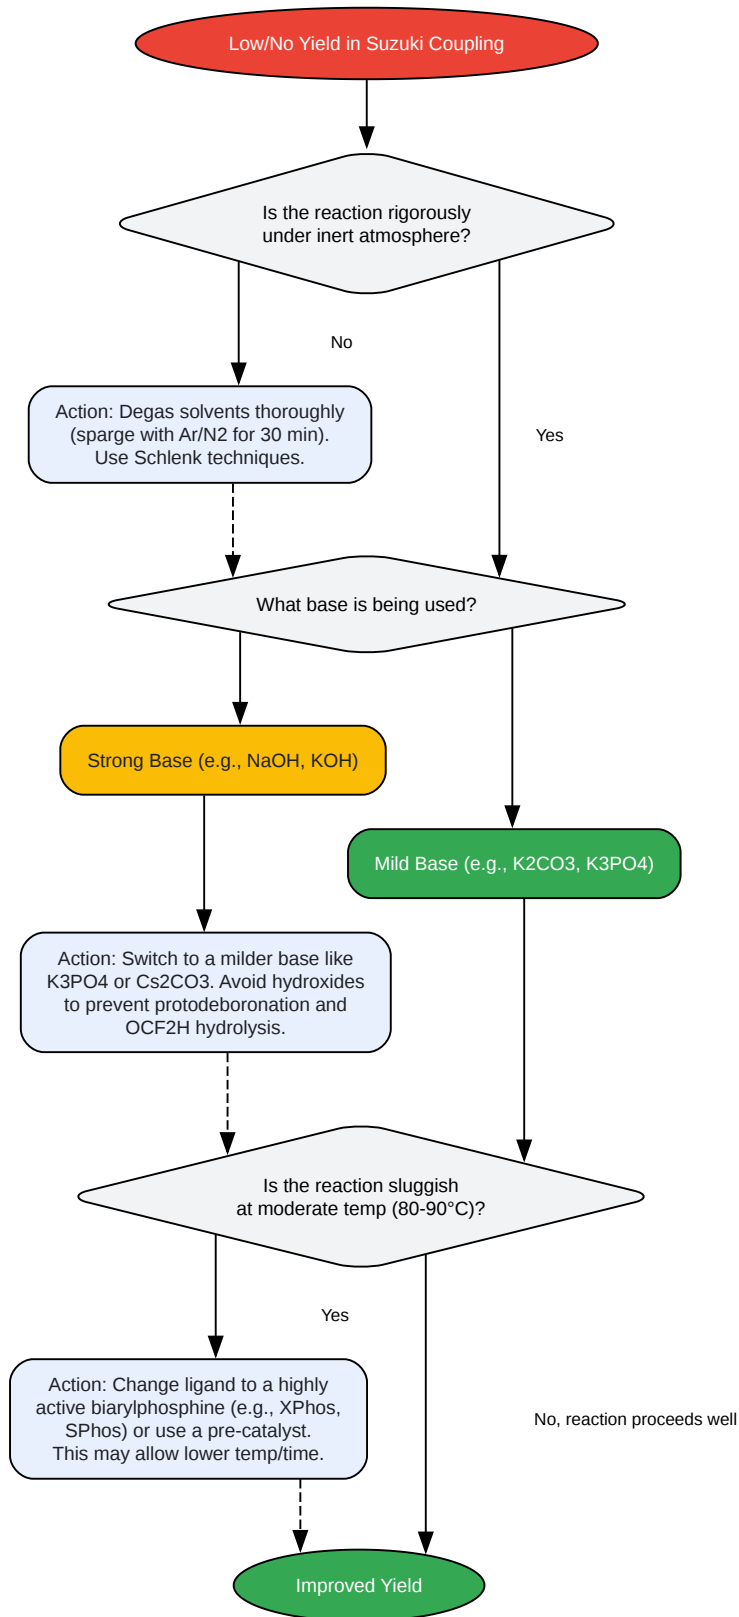 Low/No Yield in Suzuki Coupling
Is the reaction rigorously
under inert atmosphere?
No
Action: Degas solvents thoroughly
(sparge with Ar/N2 for 30 min).
Use Schlenk techniques.
Yes
What base is being used?
Strong Base (e.g., NaOH, KOH)
Mild Base (e.g., K2CO3, K3PO4)
Action: Switch to a milder base like
K3PO4 or Cs2CO3. Avoid hydroxides
to prevent protodeboronation and
OCF2H hydrolysis.
Is the reaction sluggish
at moderate temp (80-90°C)?
Yes
Action: Change ligand to a highly
active biarylphosphine (e.g., XPhos,
SPhos) or use a pre-catalyst.
This may allow lower temp/time.
No, reaction proceeds well
Improved Yield